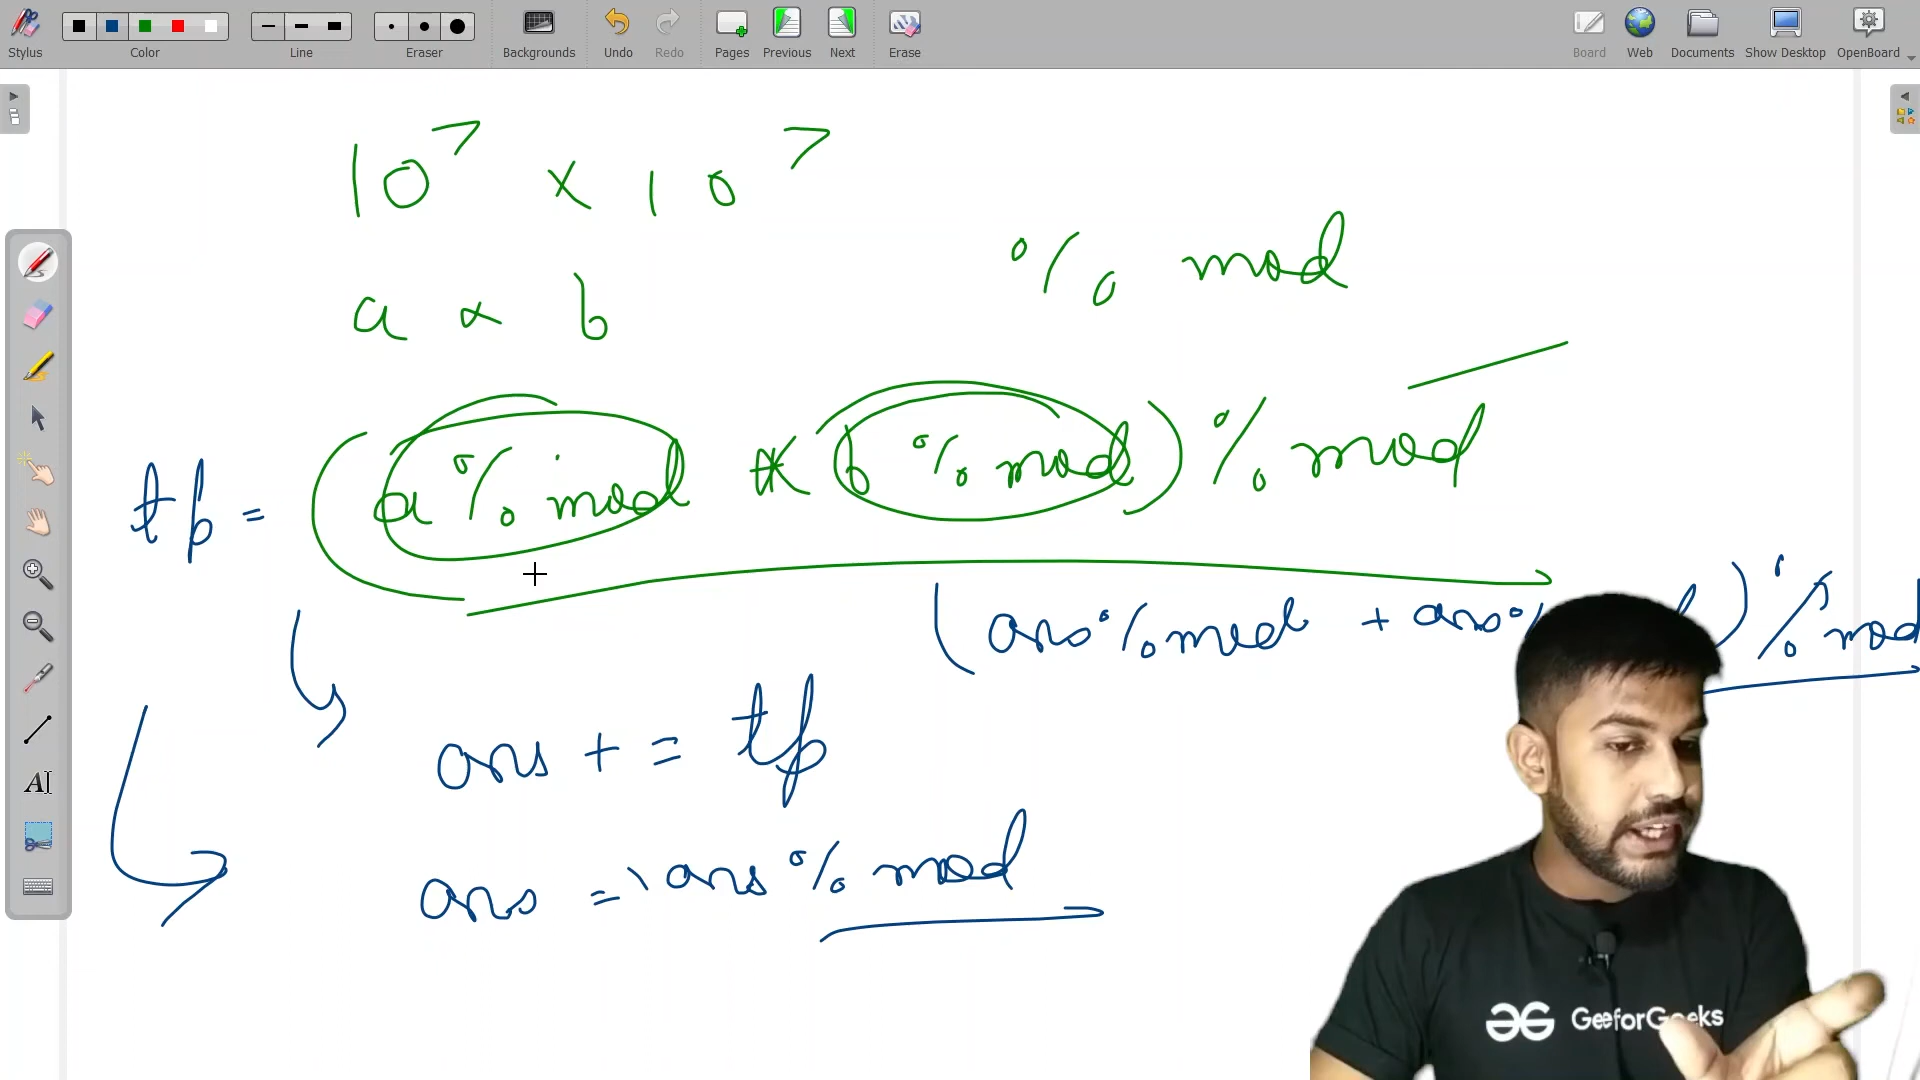 Stylus Color Line Eraser Backgrounds Undo Redo Pages Previous Next Erase Board Web Documents Show Desktop OpenBoard
10^7 × 10^7
% mod
a × b
tp = (a % mod * b % mod) % mod
(ans % mod + ans % ) % mod
ans += tp
ans = ans % mod
GeeksforGeeks